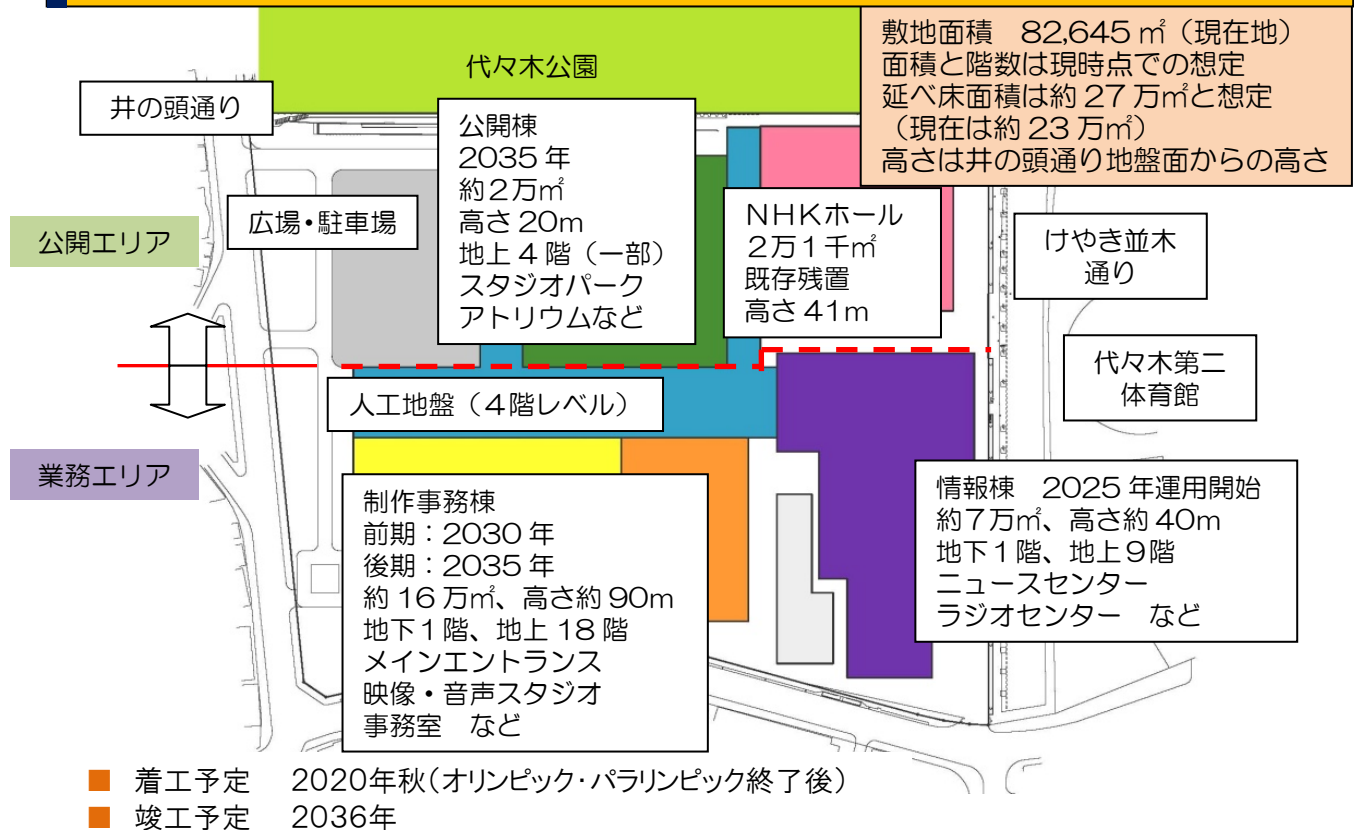 代々木公園
敷地面積　82,645㎡（現在地）
面積と階数は現時点での想定
延べ床面積は約27万㎡と想定
（現在は約23万㎡）
高さは井の頭通り地盤面からの高さ
井の頭通り
公開棟
2035年
約２万㎡
高さ20m
地上４階（一部）
スタジオパーク
アトリウムなど
広場・駐車場
公開エリア
ＮＨＫホール
２万１千㎡
既存残置
高さ41m
けやき並木
通り
代々木第二
体育館
人工地盤（４階レベル）
業務エリア
制作事務棟
前期：2030年
後期：2035年
約16万㎡、高さ約90m
地下１階、地上18階
メインエントランス
映像・音声スタジオ
事務室　など
情報棟　2025年運用開始
約７万㎡、高さ約40m
地下１階、地上９階
ニュースセンター
ラジオセンター　など
■ 着工予定　2020年秋（オリンピック・パラリンピック終了後）
■ 竣工予定　2036年